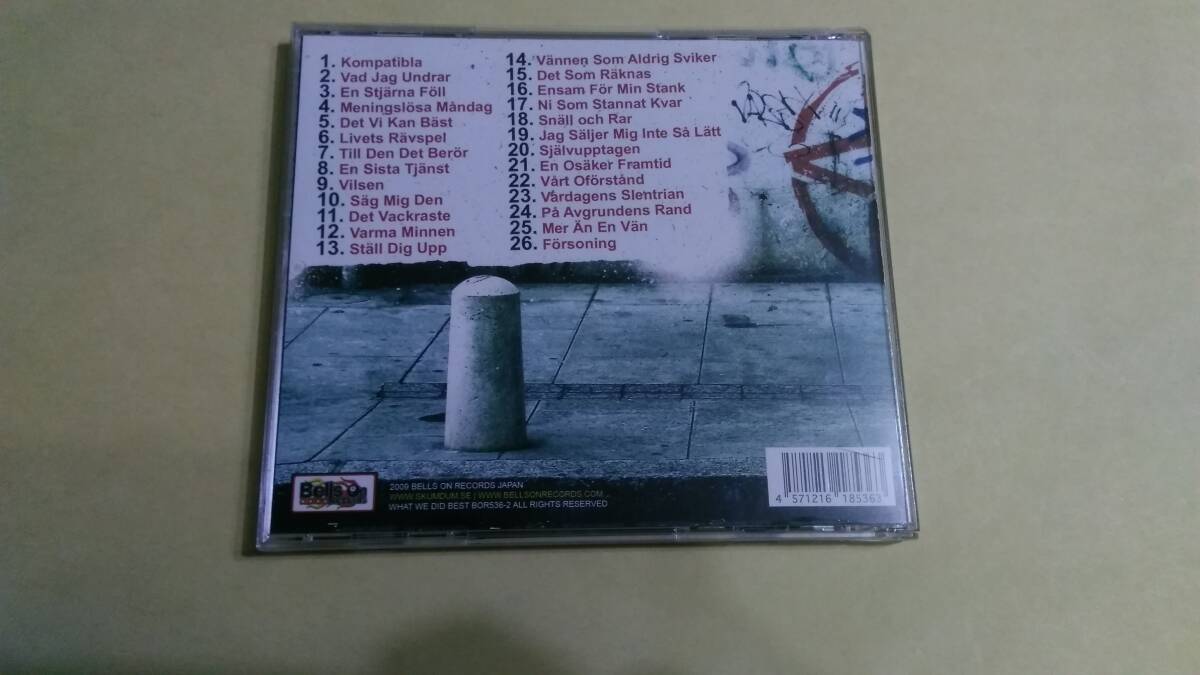 1. Kompatibla
2. Vad Jag Undrar
3. En Stjärna Föll
4. Meningslösa Måndag
5. Det Vi Kan Bäst
6. Livets Rävspel
7. Till Den Det Berör
8. En Sista Tjänst
9. Vilsen
10. Säg Mig Den
11. Det Vackraste
12. Varma Minnen
13. Ställ Dig Upp
14. Vännen Som Aldrig Sviker
15. Det Som Räknas
16. Ensam För Min Stank
17. Ni Som Stannat Kvar
18. Snäll och Rar
19. Jag Säljer Mig Inte Så Lätt
20. Självupptagen
21. En Osäker Framtid
22. Vårt Oförstånd
23. Vardagens Slentrian
24. På Avgrundens Rand
25. Mer Än En Vän
26. Försoning
Bells On
2009 BELLS ON RECORDS JAPAN
WWW.SKUMDUM.SE | WWW.BELLSONRECORDS.COM
WHAT WE DID BEST BOR536-2 ALL RIGHTS RESERVED
4 571216 185363